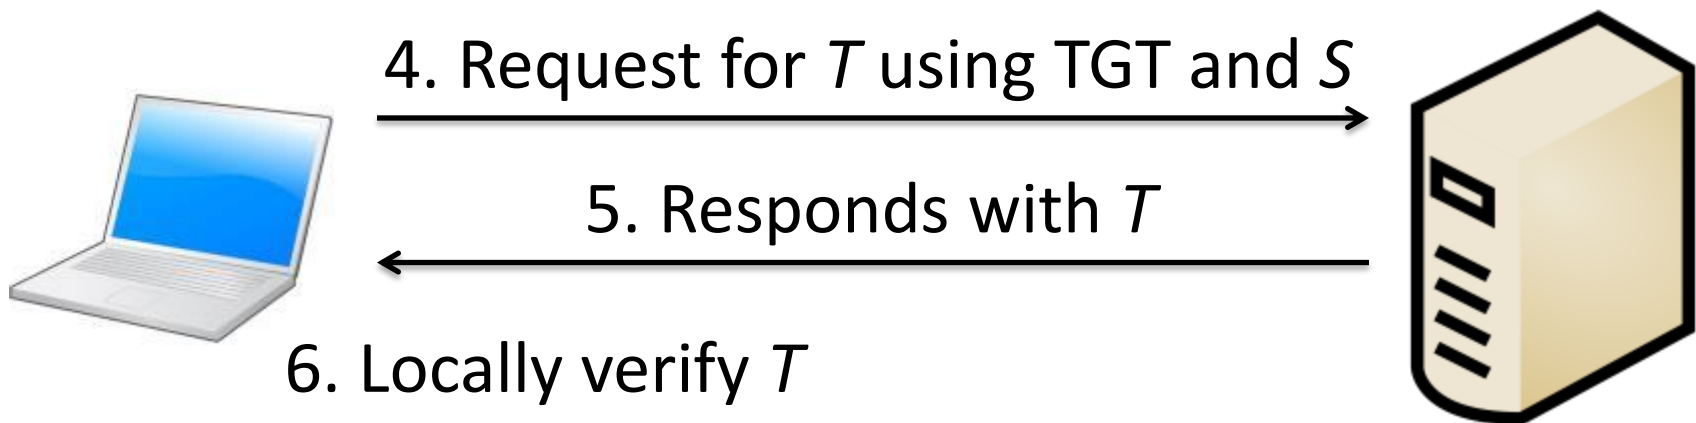 4. Request for T using TGT and S
5. Responds with T
6. Locally verify T